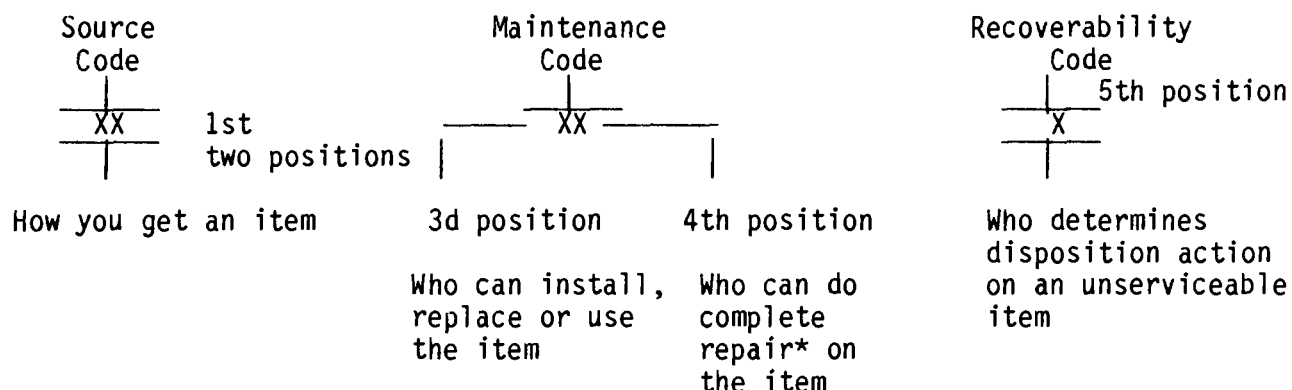 Source Code
XX 1st two positions
How you get an item
Maintenance Code
XX
3d position
Who can install, replace or use the item
4th position
Who can do complete repair* on the item
Recoverability Code
5th position
X
Who determines disposition action on an unserviceable item